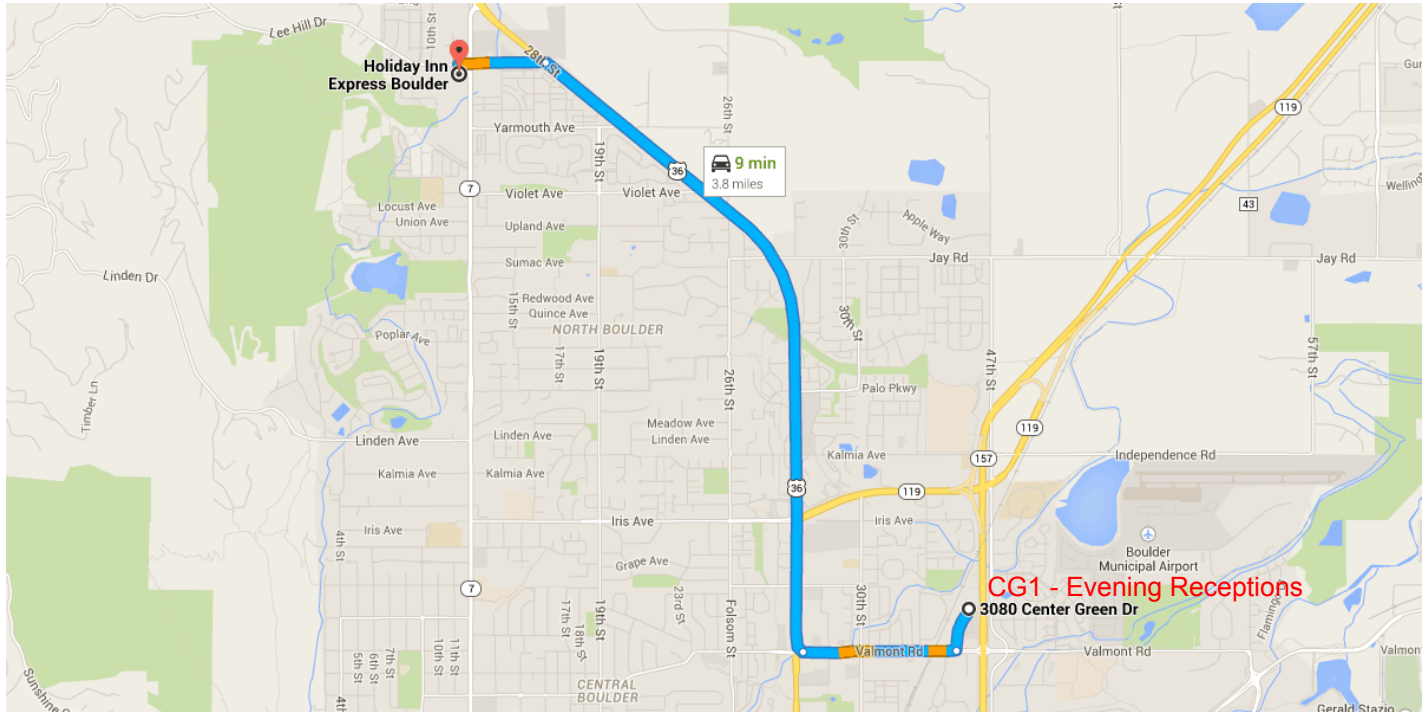 Lee Hill Dr
10th St
Holiday Inn
Express Boulder
28th St
119
Yarmouth Ave
26th St
19th St
9 min
3.8 miles
36
7
Violet Ave
Violet Ave
43
Locust Ave
Union Ave
Upland Ave
30th St
Apple Way
Sumac Ave
Jay Rd
Jay Rd
Linden Dr
15th St
Redwood Ave
Quince Ave
NORTH BOULDER
30th St
Poplar Ave
17th St
19th St
26th St
47th St
57th St
Timber Ln
Palo Pkwy
Meadow Ave
Linden Ave
Linden Ave
Linden Ave
119
Kalmia Ave
Kalmia Ave
Kalmia Ave
157
Independence Rd
36
119
Iris Ave
Iris Ave
Iris Ave
4th St
Grape Ave
Boulder
Municipal Airport
7
23rd St
30th St
CG1 - Evening Receptions
3080 Center Green Dr
17th St
18th St
19th St
Folsom St
11th St
10th St
7th St
6th St
5th St
4th St
Valmont Rd
Valmont Rd
Valmont
CENTRAL
BOULDER
Sunshine
Gerald Stazio